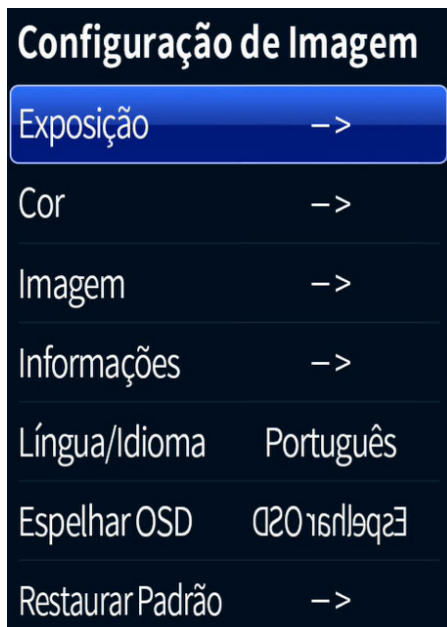 Configuração de Imagem
Exposição –>
Cor –>
Imagem –>
Informações –>
Língua/Idioma Português
Espelhar OSD Espelhar OSD
Restaurar Padrão –>